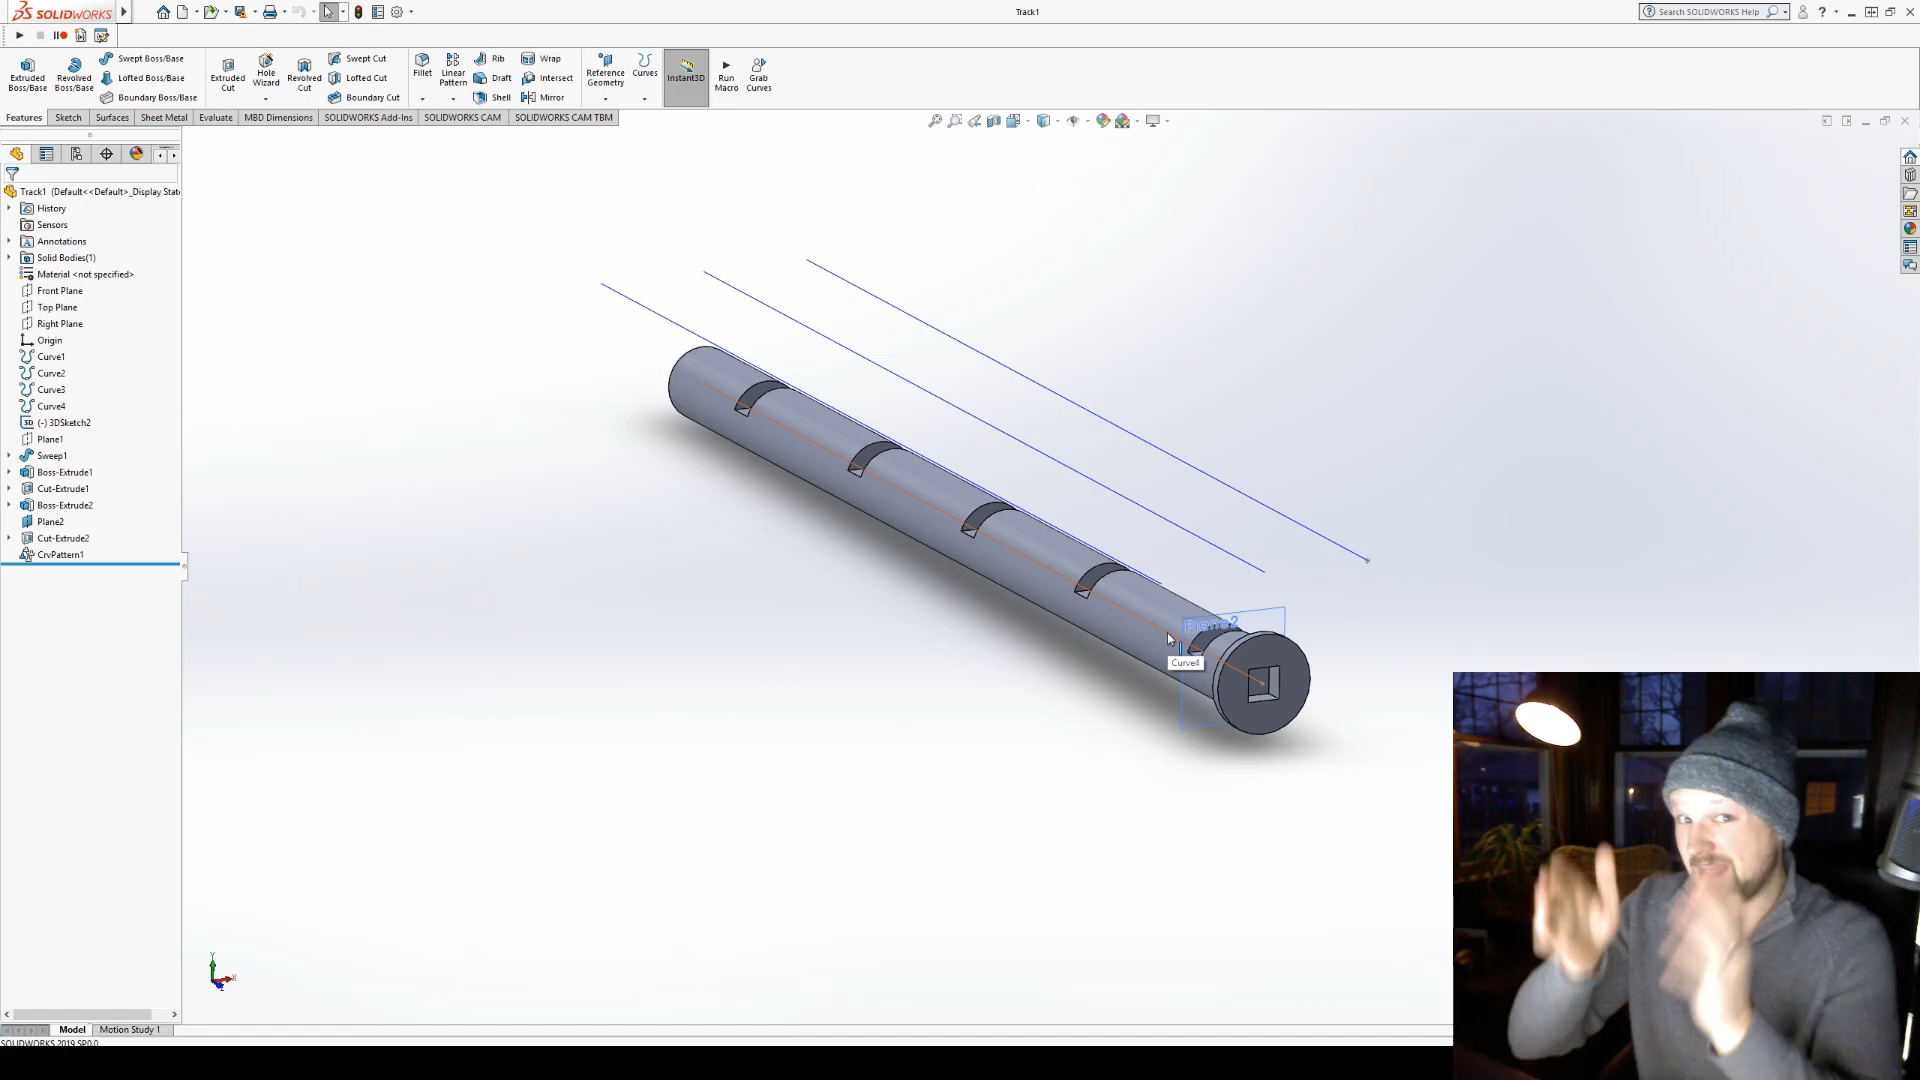 SOLIDWORKS
Track1
Search SOLIDWORKS Help
?
Extruded Boss/Base
Revolved Boss/Base
Swept Boss/Base
Lofted Boss/Base
Boundary Boss/Base
Extruded Cut
Hole Wizard
Revolved Cut
Swept Cut
Lofted Cut
Boundary Cut
Fillet
Linear Pattern
Rib
Draft
Shell
Wrap
Intersect
Mirror
Reference Geometry
Curves
Instant3D
Run Macro
Grab Curves
Features
Sketch
Surfaces
Sheet Metal
Evaluate
MBD Dimensions
SOLIDWORKS Add-Ins
SOLIDWORKS CAM
SOLIDWORKS CAM TBM
Track1 (Default<<Default>_Display Stat
History
Sensors
Annotations
Solid Bodies(1)
Material <not specified>
Front Plane
Top Plane
Right Plane
Origin
Curve1
Curve2
Curve3
Curve4
3D (-) 3DSketch2
Plane1
Sweep1
Boss-Extrude1
Cut-Extrude1
Boss-Extrude2
Plane2
Cut-Extrude2
CrvPattern1
Plane2
Curve4
Y
X
Z
Model
Motion Study 1
SOLIDWORKS 2019 SP0.0